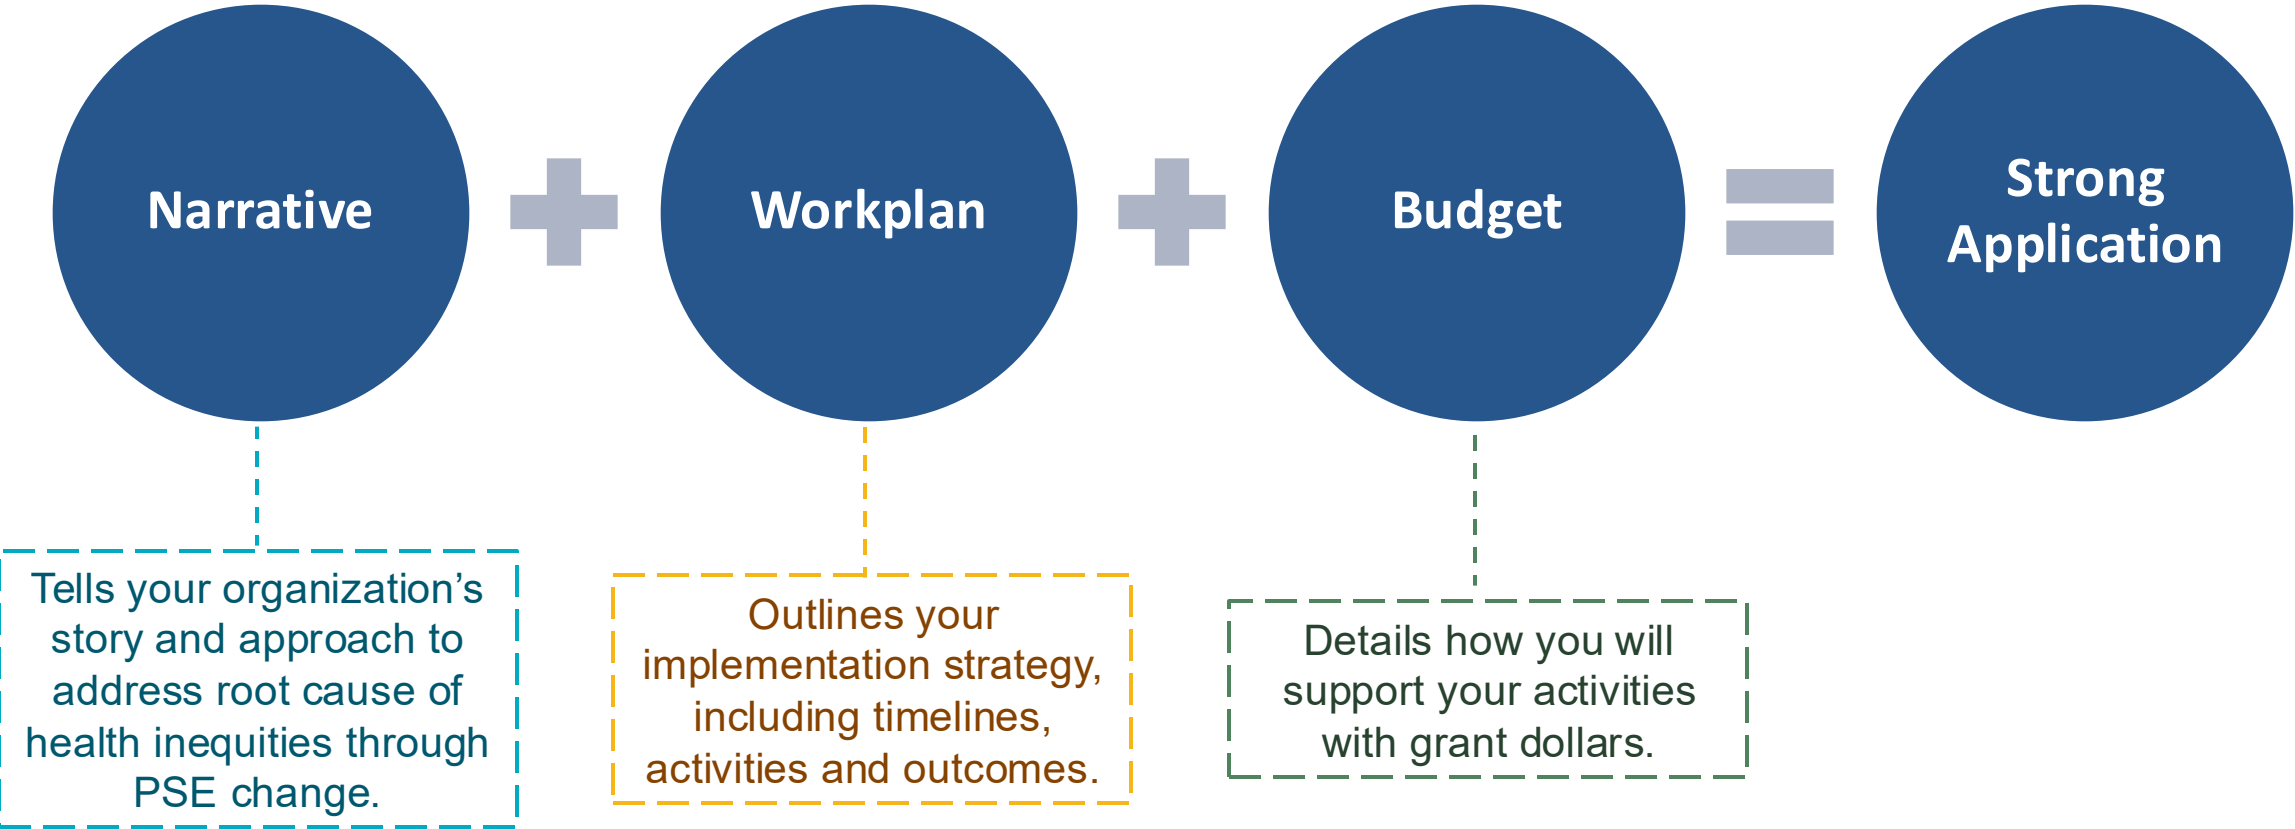 Narrative
Workplan
Budget
Strong
Application
Tells your organization’s
story and approach to
address root cause of
health inequities through
PSE change.
Outlines your
implementation strategy,
including timelines,
activities and outcomes.
Details how you will
support your activities
with grant dollars.